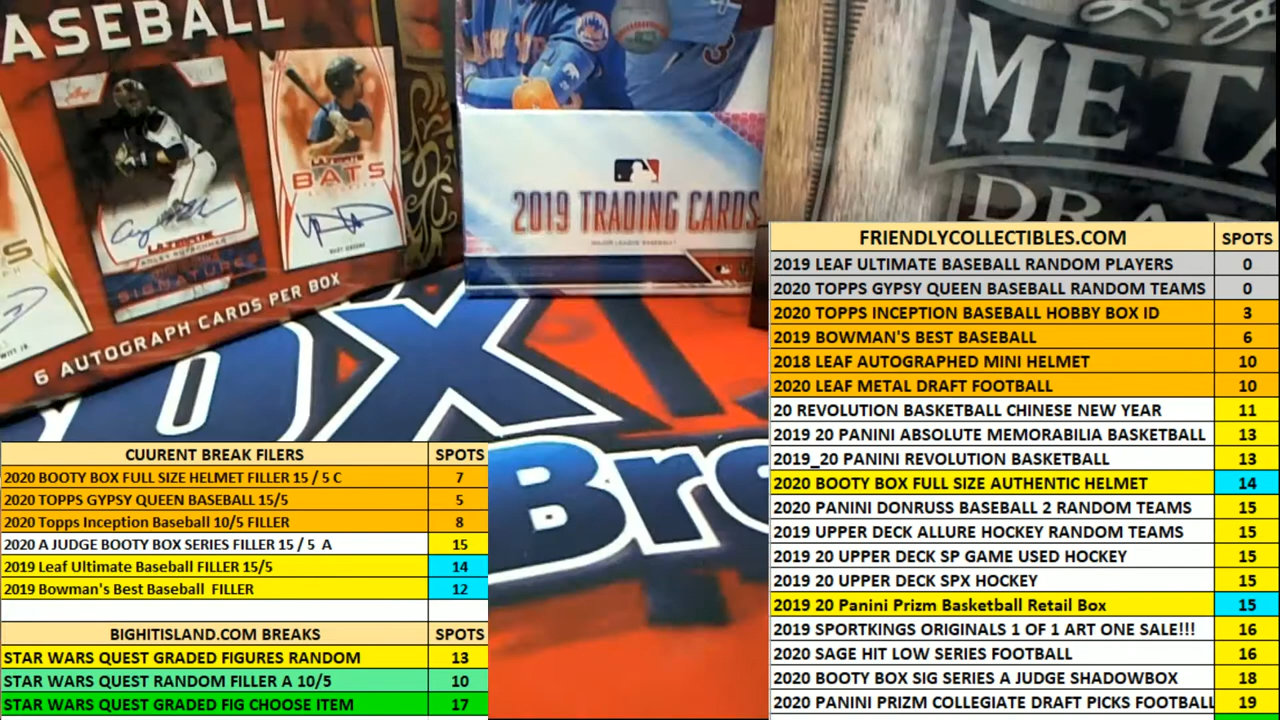 ASEBALL
ULTIMATE
BATS
ULTIMATE
SIGNATURES
6 AUTOGRAPH CARDS PER BOX
2019 TRADING CARDS
MAJOR LEAGUE BASEBALL
META
DRA
OX
Bro
FRIENDLYCOLLECTIBLES.COM SPOTS
2019 LEAF ULTIMATE BASEBALL RANDOM PLAYERS 0
2020 TOPPS GYPSY QUEEN BASEBALL RANDOM TEAMS 0
2020 TOPPS INCEPTION BASEBALL HOBBY BOX ID 3
2019 BOWMAN'S BEST BASEBALL 6
2018 LEAF AUTOGRAPHED MINI HELMET 10
2020 LEAF METAL DRAFT FOOTBALL 10
20 REVOLUTION BASKETBALL CHINESE NEW YEAR 11
2019 20 PANINI ABSOLUTE MEMORABILIA BASKETBALL 13
2019_20 PANINI REVOLUTION BASKETBALL 13
2020 BOOTY BOX FULL SIZE AUTHENTIC HELMET 14
2020 PANINI DONRUSS BASEBALL 2 RANDOM TEAMS 15
2019 UPPER DECK ALLURE HOCKEY RANDOM TEAMS 15
2019 20 UPPER DECK SP GAME USED HOCKEY 15
2019 20 UPPER DECK SPX HOCKEY 15
2019 20 Panini Prizm Basketball Retail Box 15
2019 SPORTKINGS ORIGINALS 1 OF 1 ART ONE SALE!!! 16
2020 SAGE HIT LOW SERIES FOOTBALL 16
2020 BOOTY BOX SIG SERIES A JUDGE SHADOWBOX 18
2020 PANINI PRIZM COLLEGIATE DRAFT PICKS FOOTBALL 19
CUURENT BREAK FILERS SPOTS
2020 BOOTY BOX FULL SIZE HELMET FILLER 15 / 5 C 7
2020 TOPPS GYPSY QUEEN BASEBALL 15/5 5
2020 Topps Inception Baseball 10/5 FILLER 8
2020 A JUDGE BOOTY BOX SERIES FILLER 15 / 5 A 15
2019 Leaf Ultimate Baseball FILLER 15/5 14
2019 Bowman's Best Baseball FILLER 12
BIGHITISLAND.COM BREAKS SPOTS
STAR WARS QUEST GRADED FIGURES RANDOM 13
STAR WARS QUEST RANDOM FILLER A 10/5 10
STAR WARS QUEST GRADED FIG CHOOSE ITEM 17